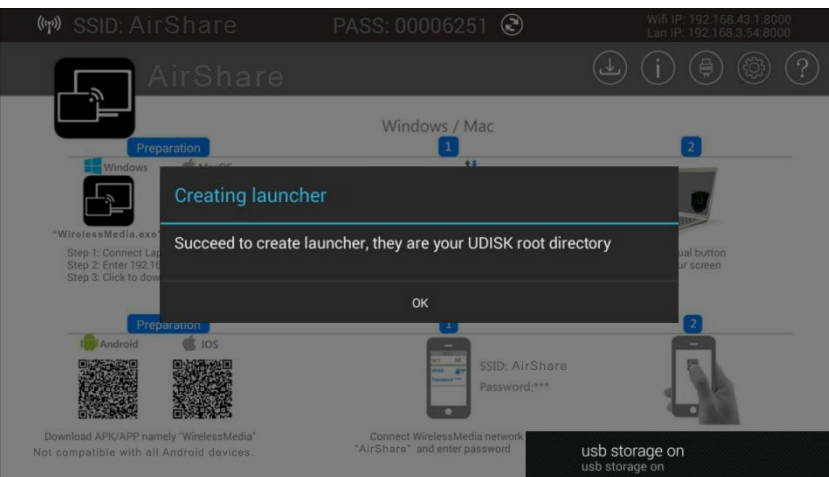 SSID: AirShare
PASS: 00006251
Wifi IP: 192.168.43.1:8000
Lan IP: 192.168.3.54:8000
AirShare
Windows / Mac
Preparation
1
2
Windows
MacOS
"WirelessMedia.exe"
Step 1: Connect Lap
Step 2: Enter 192.16
Step 3: Click to dow
ual button
ur screen
Creating launcher
Succeed to create launcher, they are your UDISK root directory
OK
Preparation
1
2
Android
IOS
SSID: AirShare
Password:***
Download APK/APP namely "WirelessMedia"
Not compatible with all Android devices.
Connect WirelessMedia network
"AirShare" and enter password
usb storage on
usb storage on